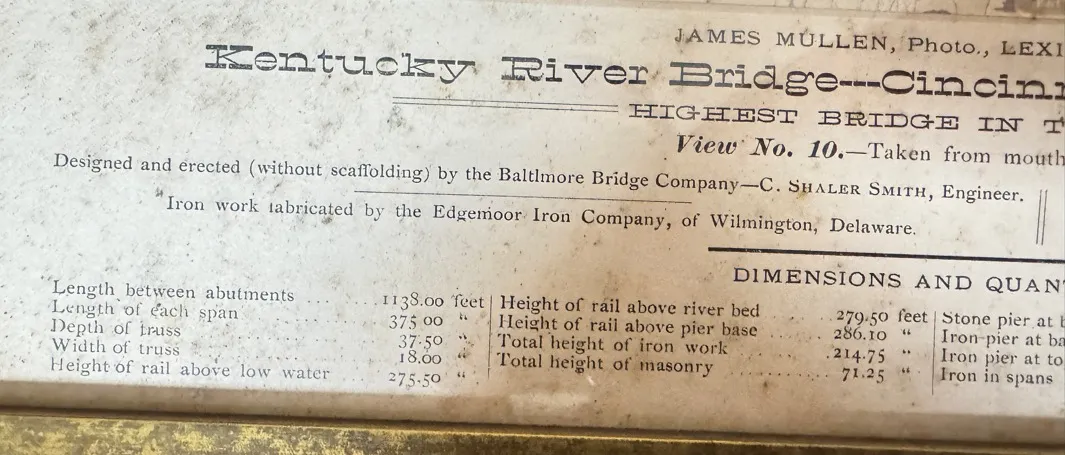 JAMES MULLEN, Photo., LEXI
Kentucky River Bridge---Cincin
HIGHEST BRIDGE IN T
View No. 10.—Taken from mouth
Designed and erected (without scaffolding) by the Baltimore Bridge Company—C. SHALER SMITH, Engineer.
"Iron work fabricated by the Edgemoor Iron Company, of Wilmington, Delaware.
DIMENSIONS AND QUAN
Length between abutments ... 1138.00 feet | Height of rail above river bed ... 279.50 feet | Stone pier at b
Length of each span ... 375 00 " | Height of rail above pier base ... 286.10 " | Iron-pier at ba
Depth of truss ... 37.50 " | Total height of iron work ... 214.75 " | Iron pier at to
Width of truss ... 18.00 " | Total height of masonry ... 71.25 " | Iron in spans
Height of rail above low water ... 275.50 "